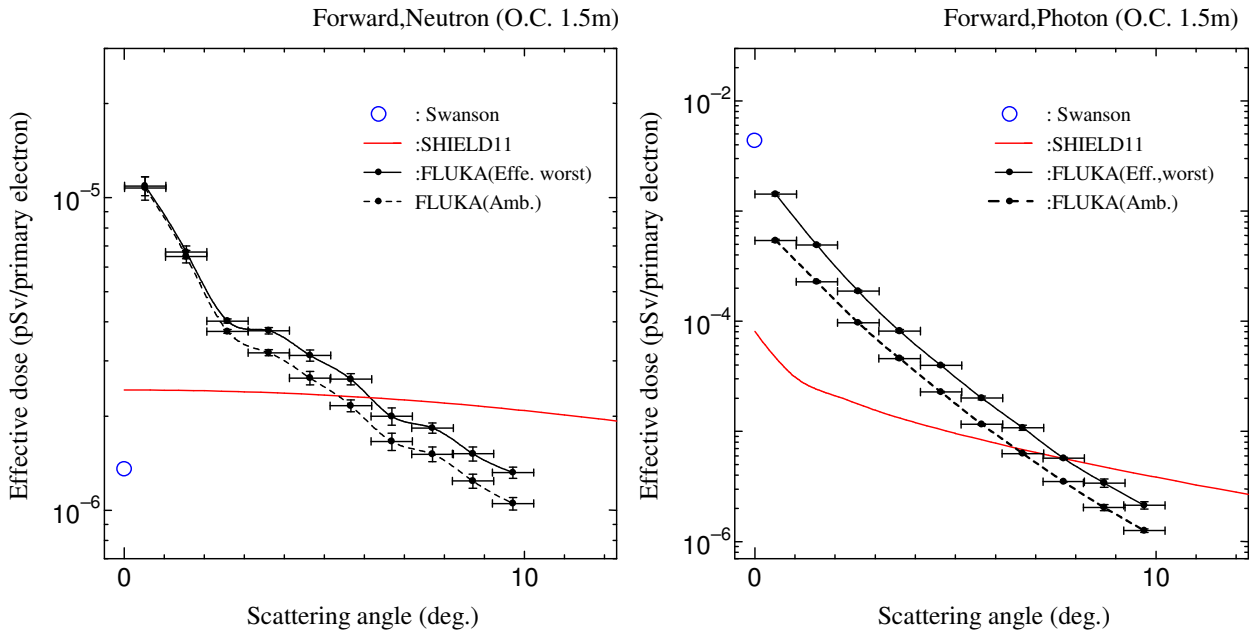 Forward,Neutron (O.C. 1.5m)
Effective dose (pSv/primary electron)
10⁻⁵
10⁻⁶
: Swanson
:SHIELD11
:FLUKA(Effe. worst)
FLUKA(Amb.)
0
10
Scattering angle (deg.)
Forward,Photon (O.C. 1.5m)
Effective dose (pSv/primary electron)
10⁻²
10⁻⁴
10⁻⁶
: Swanson
:SHIELD11
:FLUKA(Eff.,worst)
:FLUKA(Amb.)
0
10
Scattering angle (deg.)